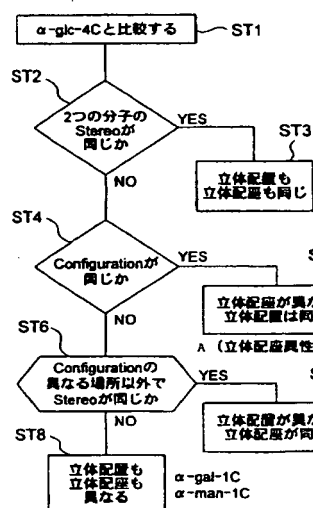 α-glc-4Cと比較する
ST1
ST2
2つの分子の
Stereoが
同じか
YES
ST3
立体配置も
立体配座も同じ
NO
ST4
Configurationが
同じか
YES
立体配座が異な
立体配置は同
A (立体配座異性
NO
ST6
Configurationの
異なる場所以外で
Stereoが同じか
YES
立体配置が異な
立体配座が同
NO
ST8
立体配置も
立体配座も
異なる
α-gal-1C
α-man-1C